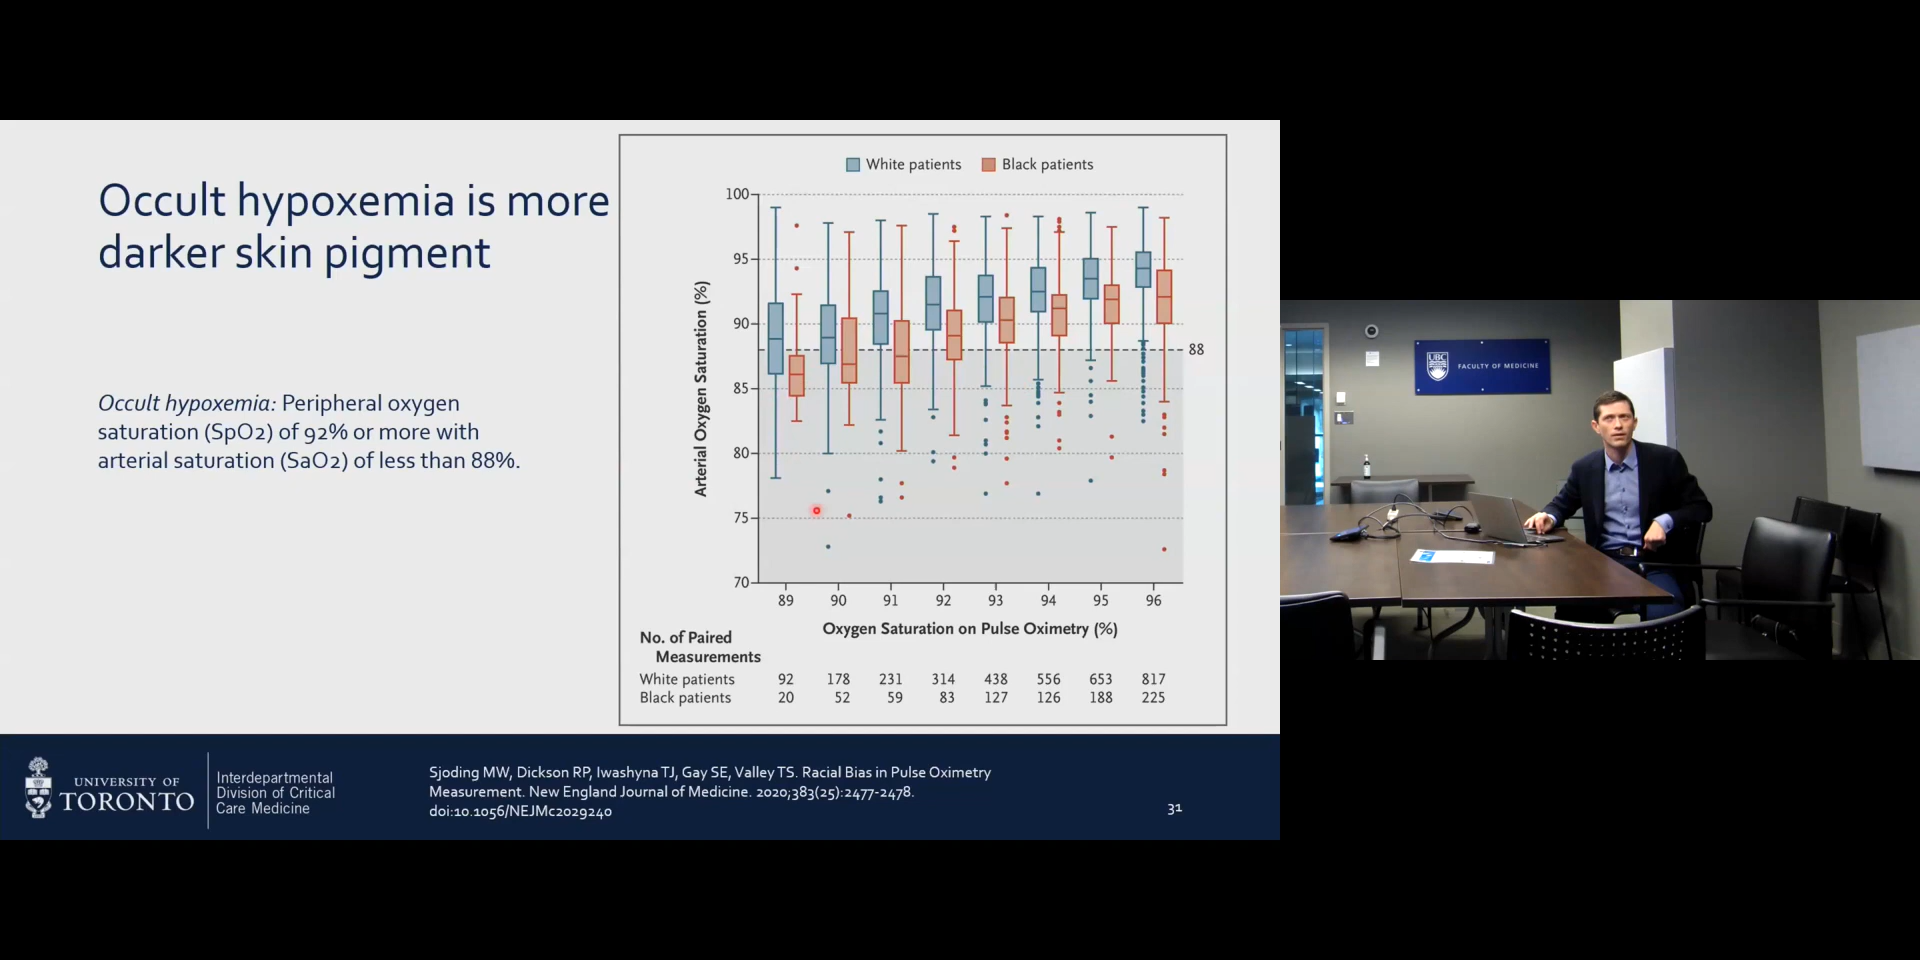 Occult hypoxemia is more
darker skin pigment
Occult hypoxemia: Peripheral oxygen
saturation (SpO2) of 92% or more with
arterial saturation (SaO2) of less than 88%.
White patients Black patients
Arterial Oxygen Saturation (%)
100
95
90
88
85
80
75
70
89 90 91 92 93 94 95 96
Oxygen Saturation on Pulse Oximetry (%)
No. of Paired
Measurements
White patients 92 178 231 314 438 556 653 817
Black patients 20 52 59 83 127 126 188 225
UNIVERSITY OF
TORONTO
Interdepartmental
Division of Critical
Care Medicine
Sjoding MW, Dickson RP, Iwashyna TJ, Gay SE, Valley TS. Racial Bias in Pulse Oximetry
Measurement. New England Journal of Medicine. 2020;383(25):2477-2478.
doi:10.1056/NEJMc2029240
31
UBC
FACULTY OF MEDICINE